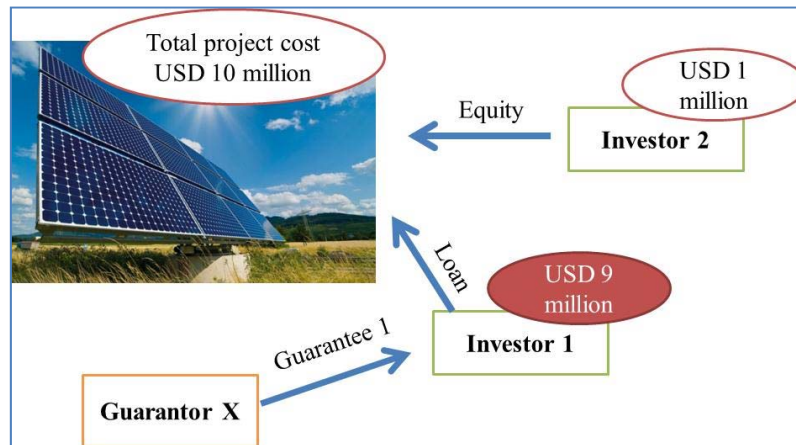 Total project cost
USD 10 million
USD 1
million
Equity
Investor 2
Loan
USD 9
million
Investor 1
Guarantee 1
Guarantor X